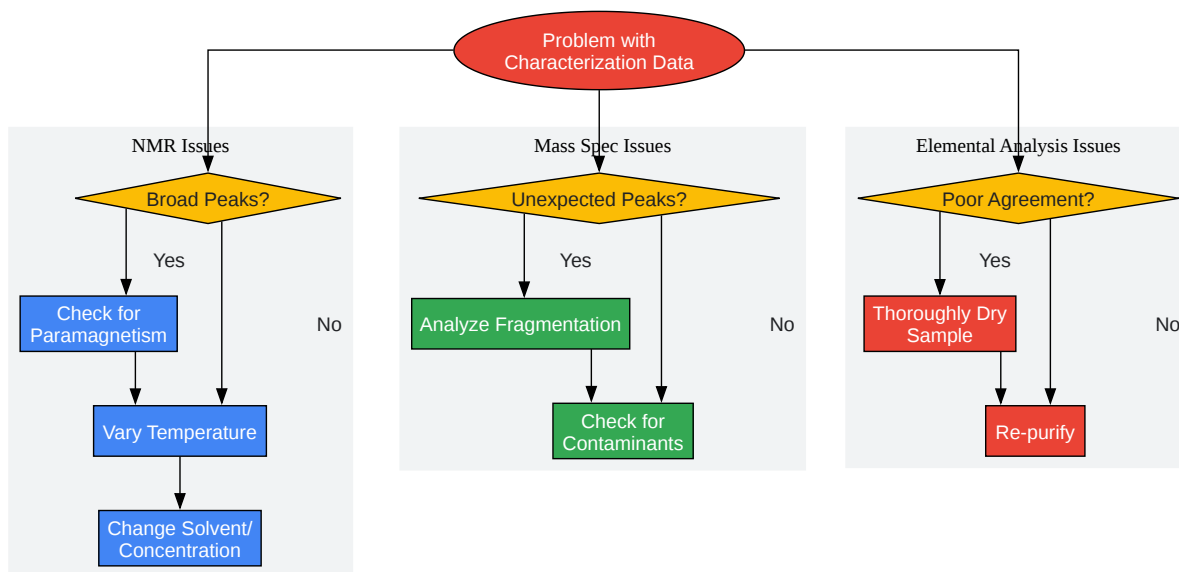 Problem with
Characterization Data
NMR Issues
Broad Peaks?
Yes
Check for
Paramagnetism
No
Vary Temperature
Change Solvent/
Concentration
Mass Spec Issues
Unexpected Peaks?
Yes
Analyze Fragmentation
No
Check for
Contaminants
Elemental Analysis Issues
Poor Agreement?
Yes
Thoroughly Dry
Sample
No
Re-purify